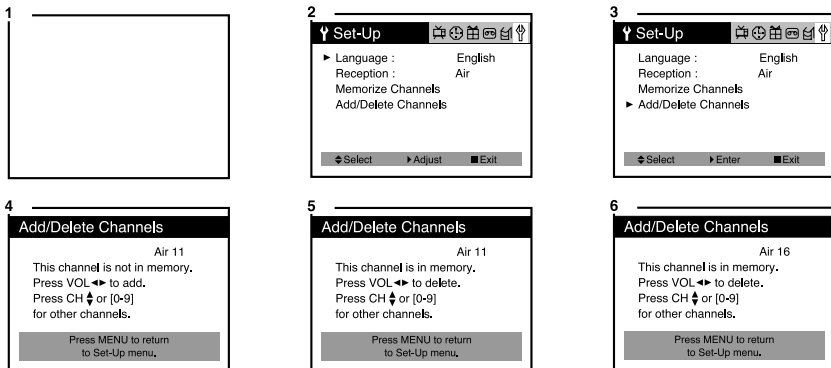 1
2
Set-Up
► Language : English
Reception : Air
Memorize Channels
Add/Delete Channels
Select Adjust Exit
3
Set-Up
Language : English
Reception : Air
Memorize Channels
► Add/Delete Channels
Select Enter Exit
4
Add/Delete Channels
Air 11
This channel is not in memory.
Press VOL◄► to add.
Press CH ▲▼ or [0-9]
for other channels.
Press MENU to return
to Set-Up menu.
5
Add/Delete Channels
Air 11
This channel is in memory.
Press VOL◄► to delete.
Press CH ▲▼ or [0-9]
for other channels.
Press MENU to return
to Set-Up menu.
6
Add/Delete Channels
Air 16
This channel is in memory.
Press VOL◄► to delete.
Press CH ▲▼ or [0-9]
for other channels.
Press MENU to return
to Set-Up menu.